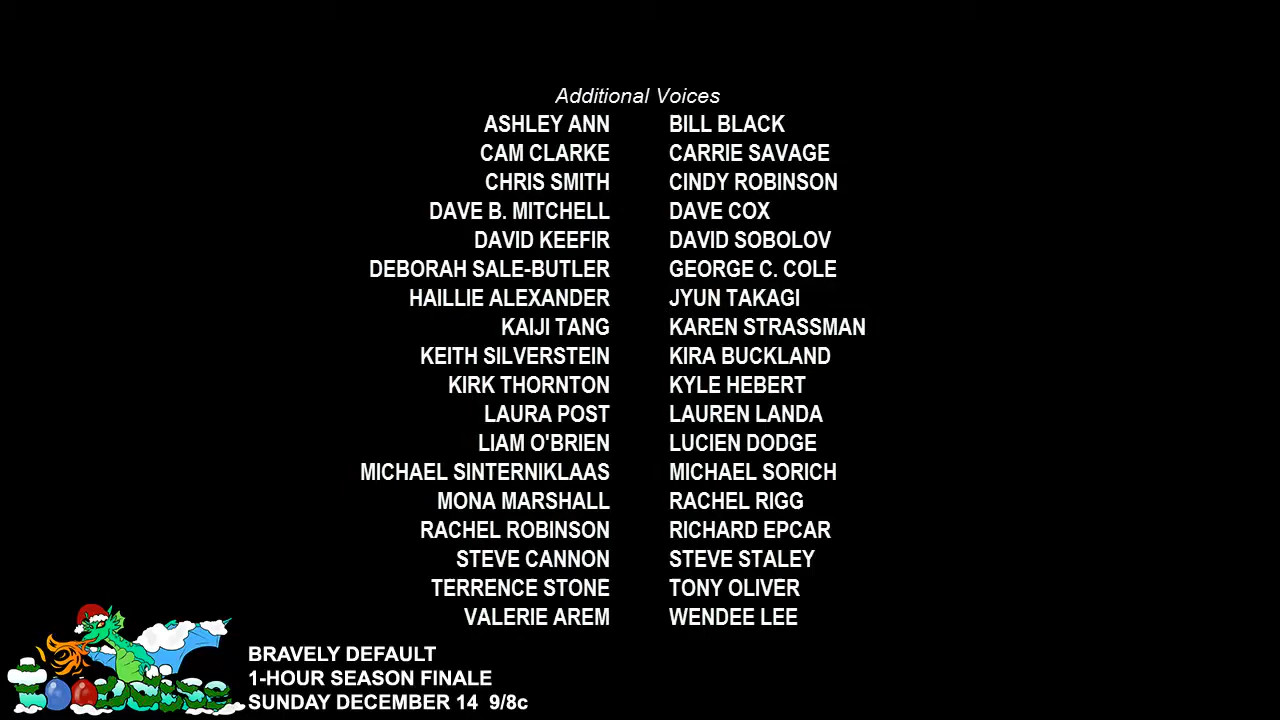 Additional Voices
ASHLEY ANN BILL BLACK
CAM CLARKE CARRIE SAVAGE
CHRIS SMITH CINDY ROBINSON
DAVE B. MITCHELL DAVE COX
DAVID KEEFIR DAVID SOBOLOV
DEBORAH SALE-BUTLER GEORGE C. COLE
HAILLIE ALEXANDER JYUN TAKAGI
KAIJI TANG KAREN STRASSMAN
KEITH SILVERSTEIN KIRA BUCKLAND
KIRK THORNTON KYLE HEBERT
LAURA POST LAUREN LANDA
LIAM O'BRIEN LUCIEN DODGE
MICHAEL SINTERNIKLAAS MICHAEL SORICH
MONA MARSHALL RACHEL RIGG
RACHEL ROBINSON RICHARD EPCAR
STEVE CANNON STEVE STALEY
TERRENCE STONE TONY OLIVER
VALERIE AREM WENDEE LEE
BRAVELY DEFAULT
1-HOUR SEASON FINALE
SUNDAY DECEMBER 14 9/8c